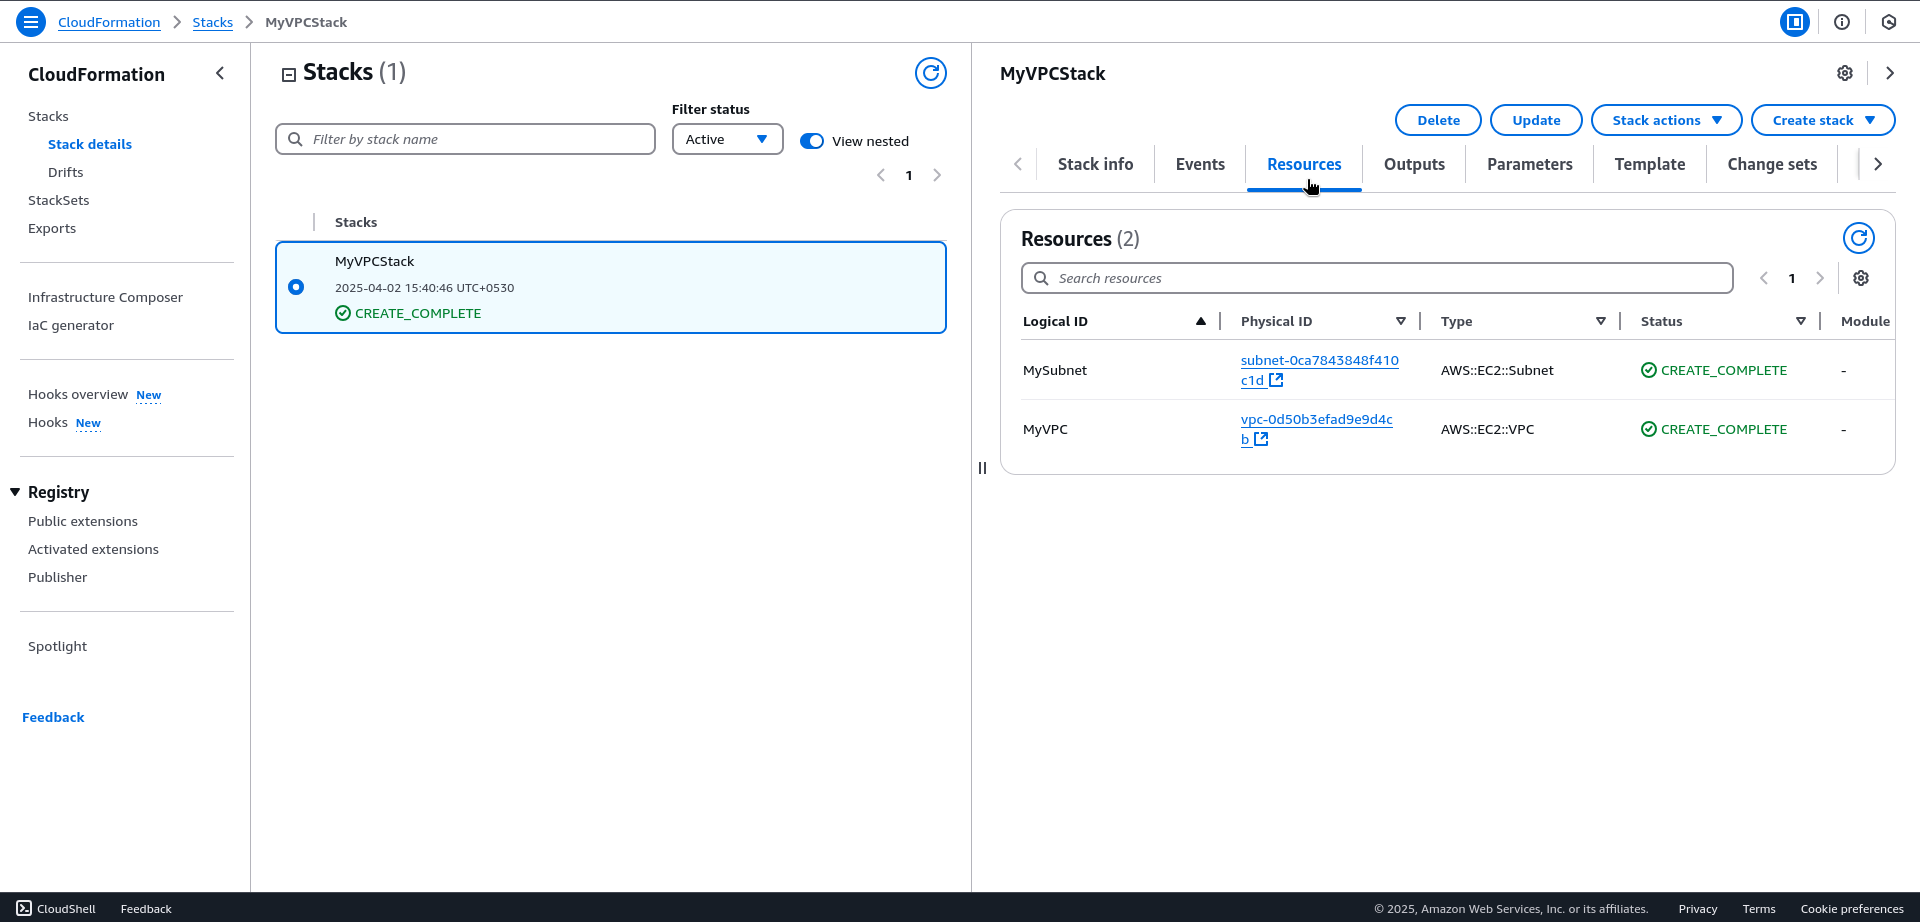 CloudFormation > Stacks > MyVPCStack
CloudFormation
Stacks
Stack details
Drifts
StackSets
Exports
Infrastructure Composer
IaC generator
Hooks overview New
Hooks New
Registry
Public extensions
Activated extensions
Publisher
Spotlight
Feedback
Stacks (1)
Filter status
Filter by stack name
Active
View nested
1
Stacks
MyVPCStack
2025-04-02 15:40:46 UTC+0530
CREATE_COMPLETE
MyVPCStack
Delete Update Stack actions Create stack
Stack info Events Resources Outputs Parameters Template Change sets
Resources (2)
Search resources
1
Logical ID Physical ID Type Status Module
MySubnet subnet-0ca7843848f410 AWS::EC2::Subnet CREATE_COMPLETE -
c1d
MyVPC vpc-0d50b3efad9e9d4c AWS::EC2::VPC CREATE_COMPLETE -
b
CloudShell Feedback © 2025, Amazon Web Services, Inc. or its affiliates. Privacy Terms Cookie preferences